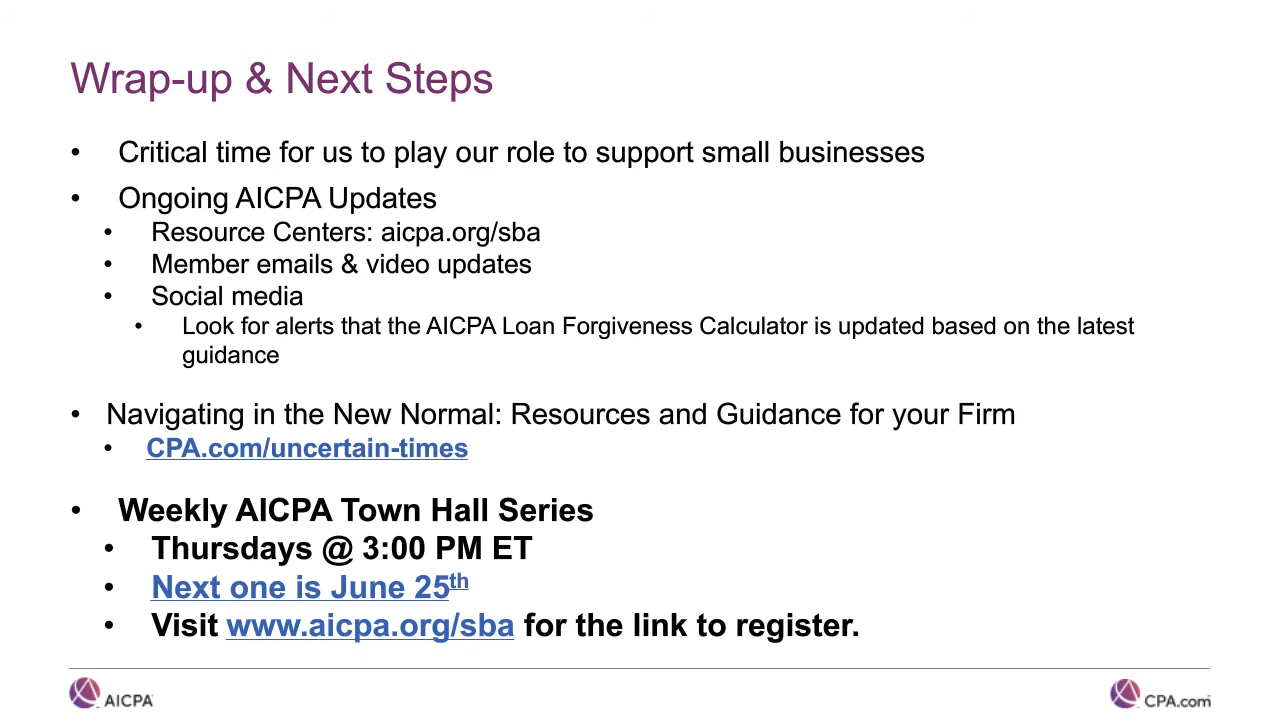 Wrap-up & Next Steps
• Critical time for us to play our role to support small businesses
• Ongoing AICPA Updates
• Resource Centers: aicpa.org/sba
• Member emails & video updates
• Social media
• Look for alerts that the AICPA Loan Forgiveness Calculator is updated based on the latest
guidance
• Navigating in the New Normal: Resources and Guidance for your Firm
• CPA.com/uncertain-times
• Weekly AICPA Town Hall Series
• Thursdays @ 3:00 PM ET
• Next one is June 25th
• Visit www.aicpa.org/sba for the link to register.
AICPA
CPA.com